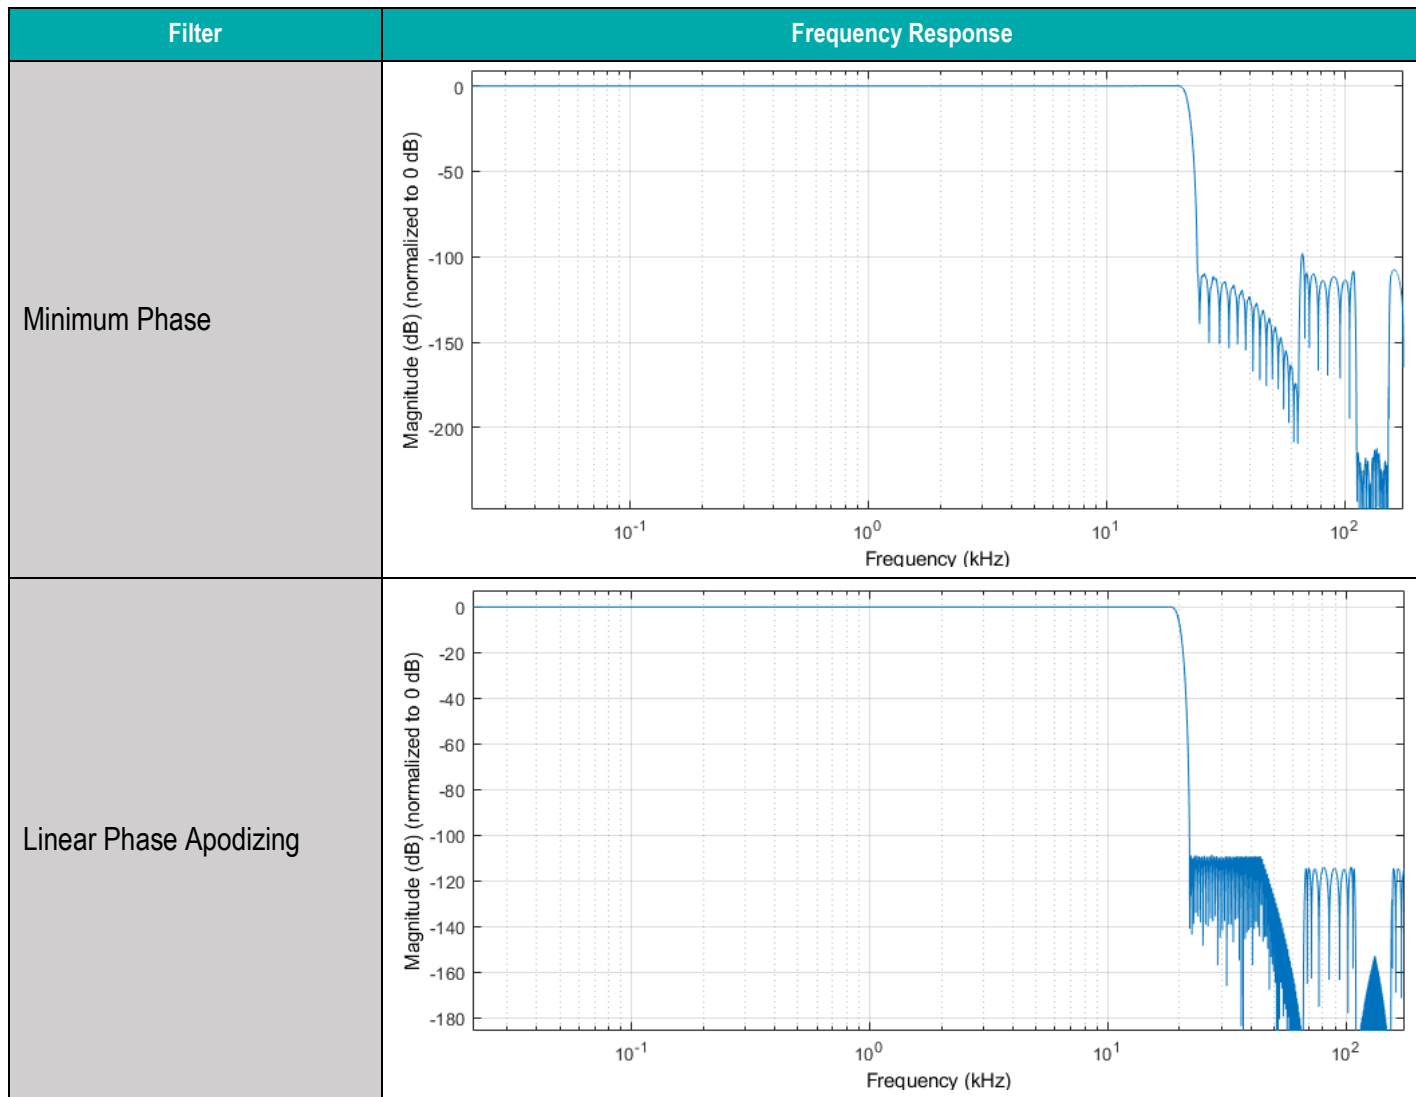 Filter Frequency Response
Minimum Phase
Magnitude (dB) (normalized to 0 dB)
0
-50
-100
-150
-200
10^-1 10^0 10^1 10^2
Frequency (kHz)
Linear Phase Apodizing
Magnitude (dB) (normalized to 0 dB)
0
-20
-40
-60
-80
-100
-120
-140
-160
-180
10^-1 10^0 10^1 10^2
Frequency (kHz)